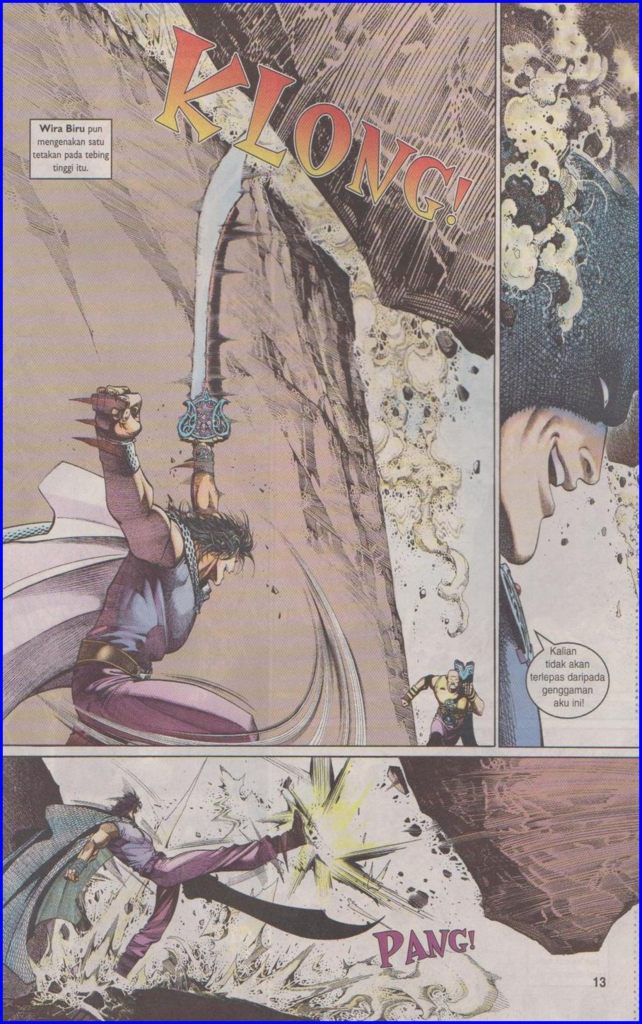 KLONG!
Wira Biru pun
mengenakan satu
tetakan pada tebing
tinggi itu.
Kalian
tidak akan
terlepas daripada
genggaman
aku ini!
PANG!
13